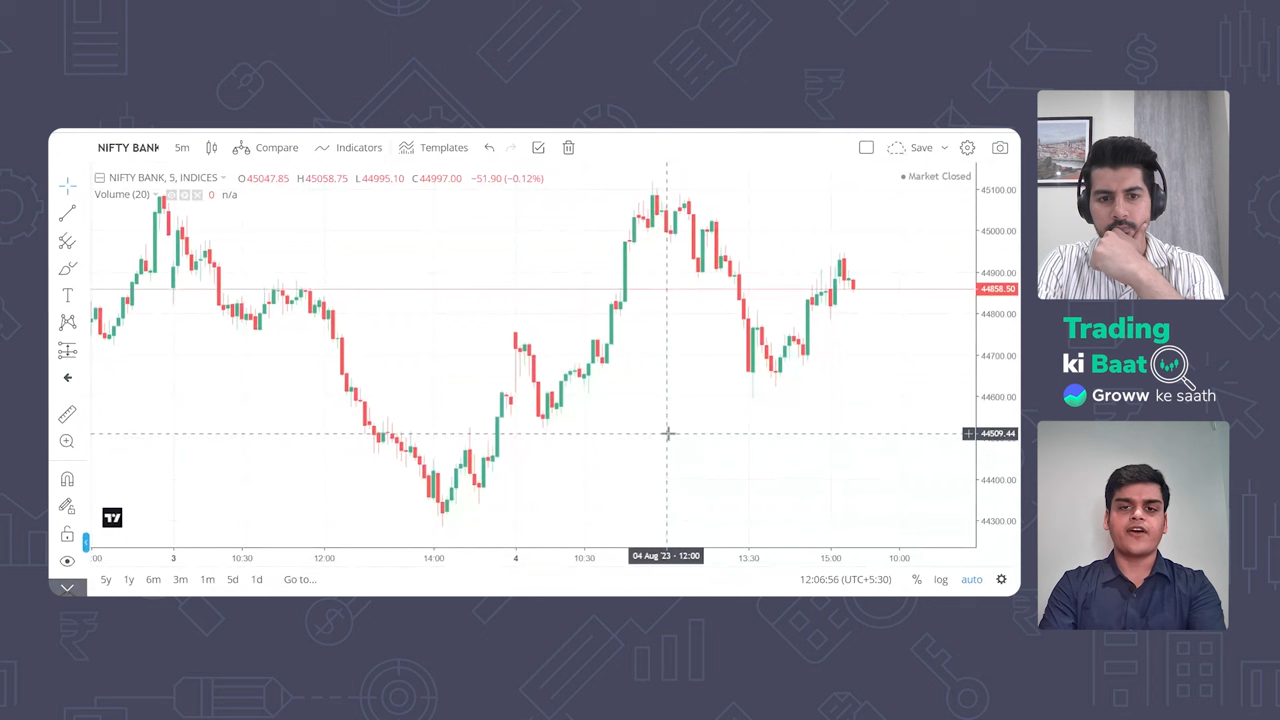 NIFTY BANK 5m Compare Indicators Templates Save
NIFTY BANK, 5, INDICES O45047.85 H45058.75 L44995.10 C44997.00 −51.90 (−0.12%)
Market Closed
Volume (20) 0 n/a
45100.00
45000.00
44900.00
44858.50
44800.00
44700.00
44600.00
44509.44
44400.00
44300.00
:00 3 10:30 12:00 14:00 4 10:30 04 Aug '23 - 12:00 13:30 15:00 10:00
5y 1y 6m 3m 1m 5d 1d Go to... 12:06:56 (UTC+5:30) % log auto
Trading
ki Baat
Groww ke saath